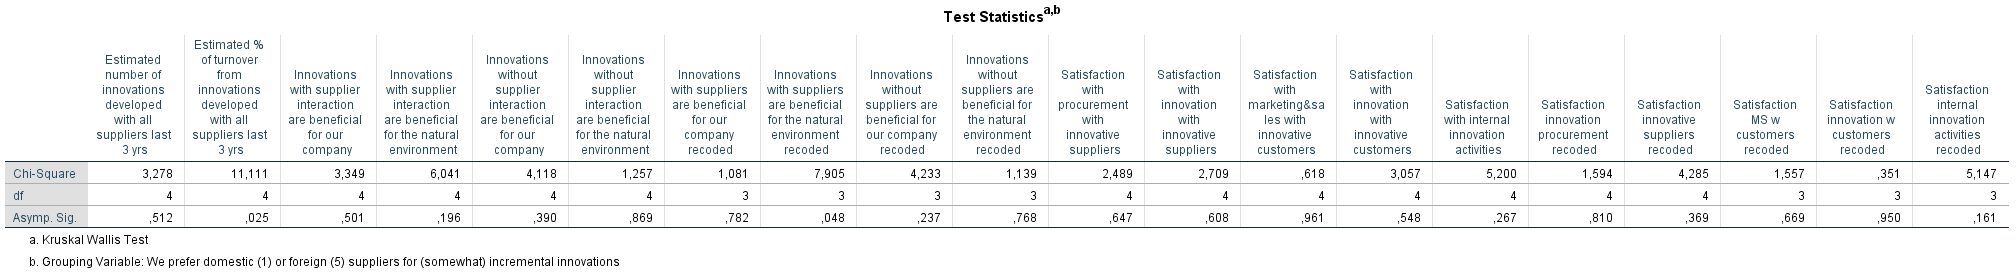 Test Statistics a,b
Estimated number of innovations developed with all suppliers last 3 yrs
Estimated % of turnover from innovations developed with all suppliers last 3 yrs
Innovations with supplier interaction are beneficial for our company
Innovations with supplier interaction are beneficial for the natural environment
Innovations without supplier interaction are beneficial for our company
Innovations without supplier interaction are beneficial for the natural environment
Innovations with suppliers are beneficial for our company recoded
Innovations with suppliers are beneficial for the natural environment recoded
Innovations without suppliers are beneficial for our company recoded
Innovations without suppliers are beneficial for the natural environment recoded
Satisfaction with procurement with innovative suppliers
Satisfaction with innovation with innovative suppliers
Satisfaction with marketing&sa les with innovative customers
Satisfaction with innovation with innovative customers
Satisfaction with internal innovation activities
Satisfaction innovation procurement recoded
Satisfaction innovative suppliers recoded
Satisfaction MS w customers recoded
Satisfaction innovation w customers recoded
Satisfaction internal innovation activities recoded
Chi-Square 3,278 11,111 3,349 6,041 4,118 1,257 1,081 7,905 4,233 1,139 2,489 2,709 ,618 3,057 5,200 1,594 4,285 1,557 ,351 5,147
df 4 4 4 4 4 4 3 3 3 3 4 4 4 4 4 4 4 3 3 3
Asymp. Sig. ,512 ,025 ,501 ,196 ,390 ,869 ,782 ,048 ,237 ,768 ,647 ,608 ,961 ,548 ,267 ,810 ,369 ,669 ,950 ,161
a. Kruskal Wallis Test
b. Grouping Variable: We prefer domestic (1) or foreign (5) suppliers for (somewhat) incremental innovations